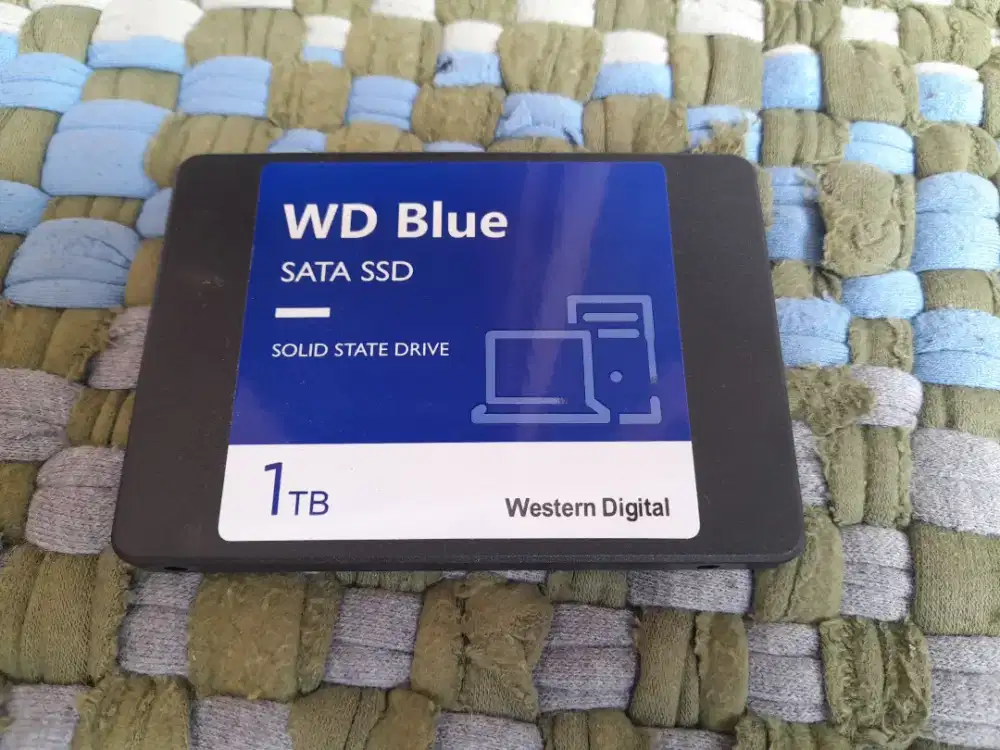 WD Blue
SATA SSD
SOLID STATE DRIVE
1TB
Western Digital